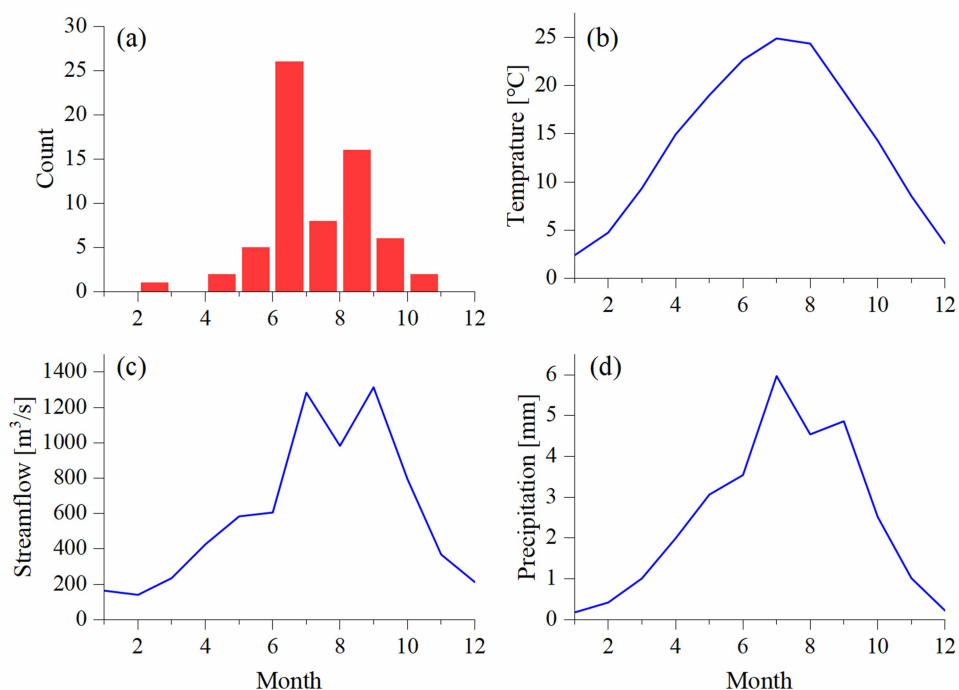 (a)
Count
30
25
20
15
10
5
0
2 4 6 8 10 12
(b)
Temprature [°C]
25
20
15
10
5
0
2 4 6 8 10 12
(c)
Streamflow [m³/s]
1400
1200
1000
800
600
400
200
0
2 4 6 8 10 12
Month
(d)
Precipitation [mm]
6
5
4
3
2
1
0
2 4 6 8 10 12
Month